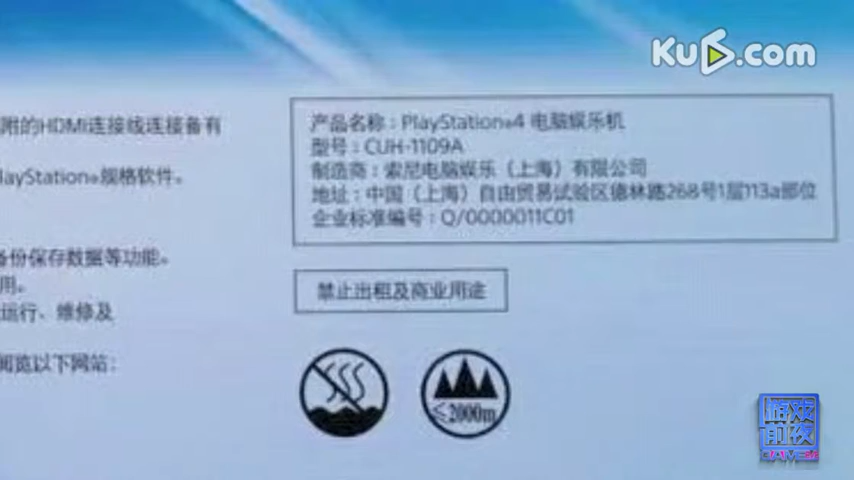 Ku6.com
附的HDMI连接线连接备有
layStation®规格软件。
备份保存数据等功能。
用。
运行、维修及
阅览以下网站：
产品名称：PlayStation®4 电脑娱乐机
型号：CUH-1109A
制造商：索尼电脑娱乐（上海）有限公司
地址：中国（上海）自由贸易试验区德林路268号1层113a部位
企业标准编号：Q/0000011C01
禁止出租及商业用途
≤2000m
游戏
前夜